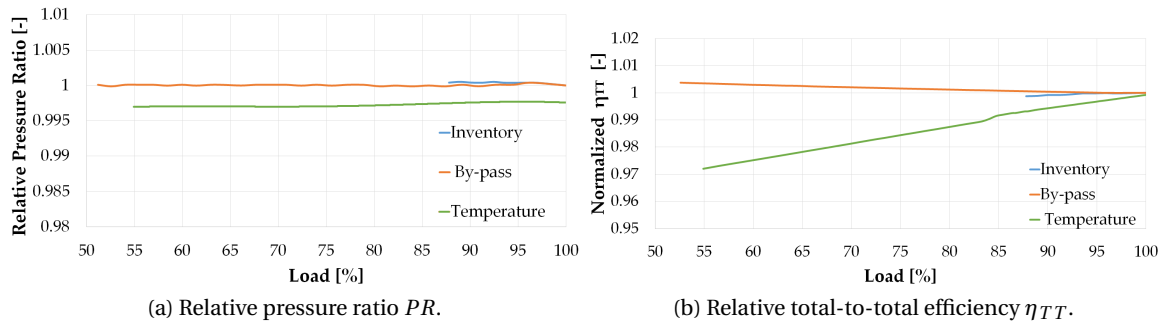 Relative Pressure Ratio [-]
1.01
1.005
1
0.995
0.99
0.985
0.98
Inventory
By-pass
Temperature
50 55 60 65 70 75 80 85 90 95 100
Load [%]
(a) Relative pressure ratio PR.
Normalized ηTT [-]
1.02
1.01
1
0.99
0.98
0.97
0.96
0.95
Inventory
By-pass
Temperature
50 55 60 65 70 75 80 85 90 95 100
Load [%]
(b) Relative total-to-total efficiency ηTT.